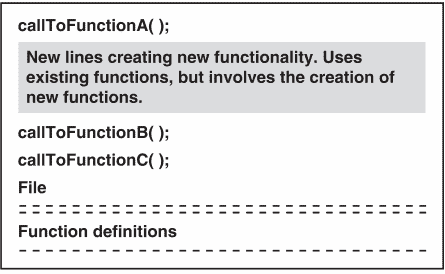 callToFunctionA( );
New lines creating new functionality. Uses
existing functions, but involves the creation of
new functions.
callToFunctionB( );
callToFunctionC( );
File
Function definitions